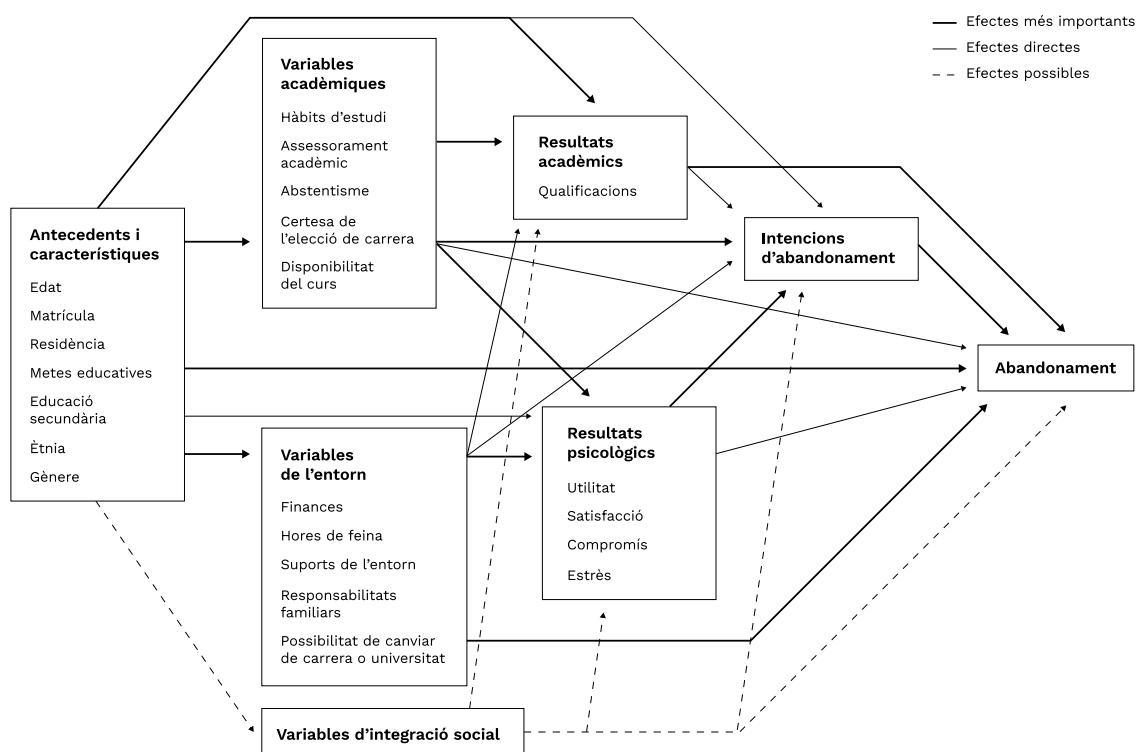 Efectes més importants
Efectes directes
Efectes possibles
Antecedents i
característiques
Edat
Matrícula
Residència
Metes educatives
Educació
secundària
Ètnia
Gènere
Variables
acadèmiques
Hàbits d’estudi
Assessorament
acadèmic
Abstentisme
Certesa de
l’elecció de carrera
Disponibilitat
del curs
Variables
de l’entorn
Finances
Hores de feina
Suports de l’entorn
Responsabilitats
familiars
Possibilitat de canviar
de carrera o universitat
Variables d’integració social
Resultats
acadèmics
Qualificacions
Resultats
psicològics
Utilitat
Satisfacció
Compromís
Estrès
Intencions
d’abandonament
Abandonament